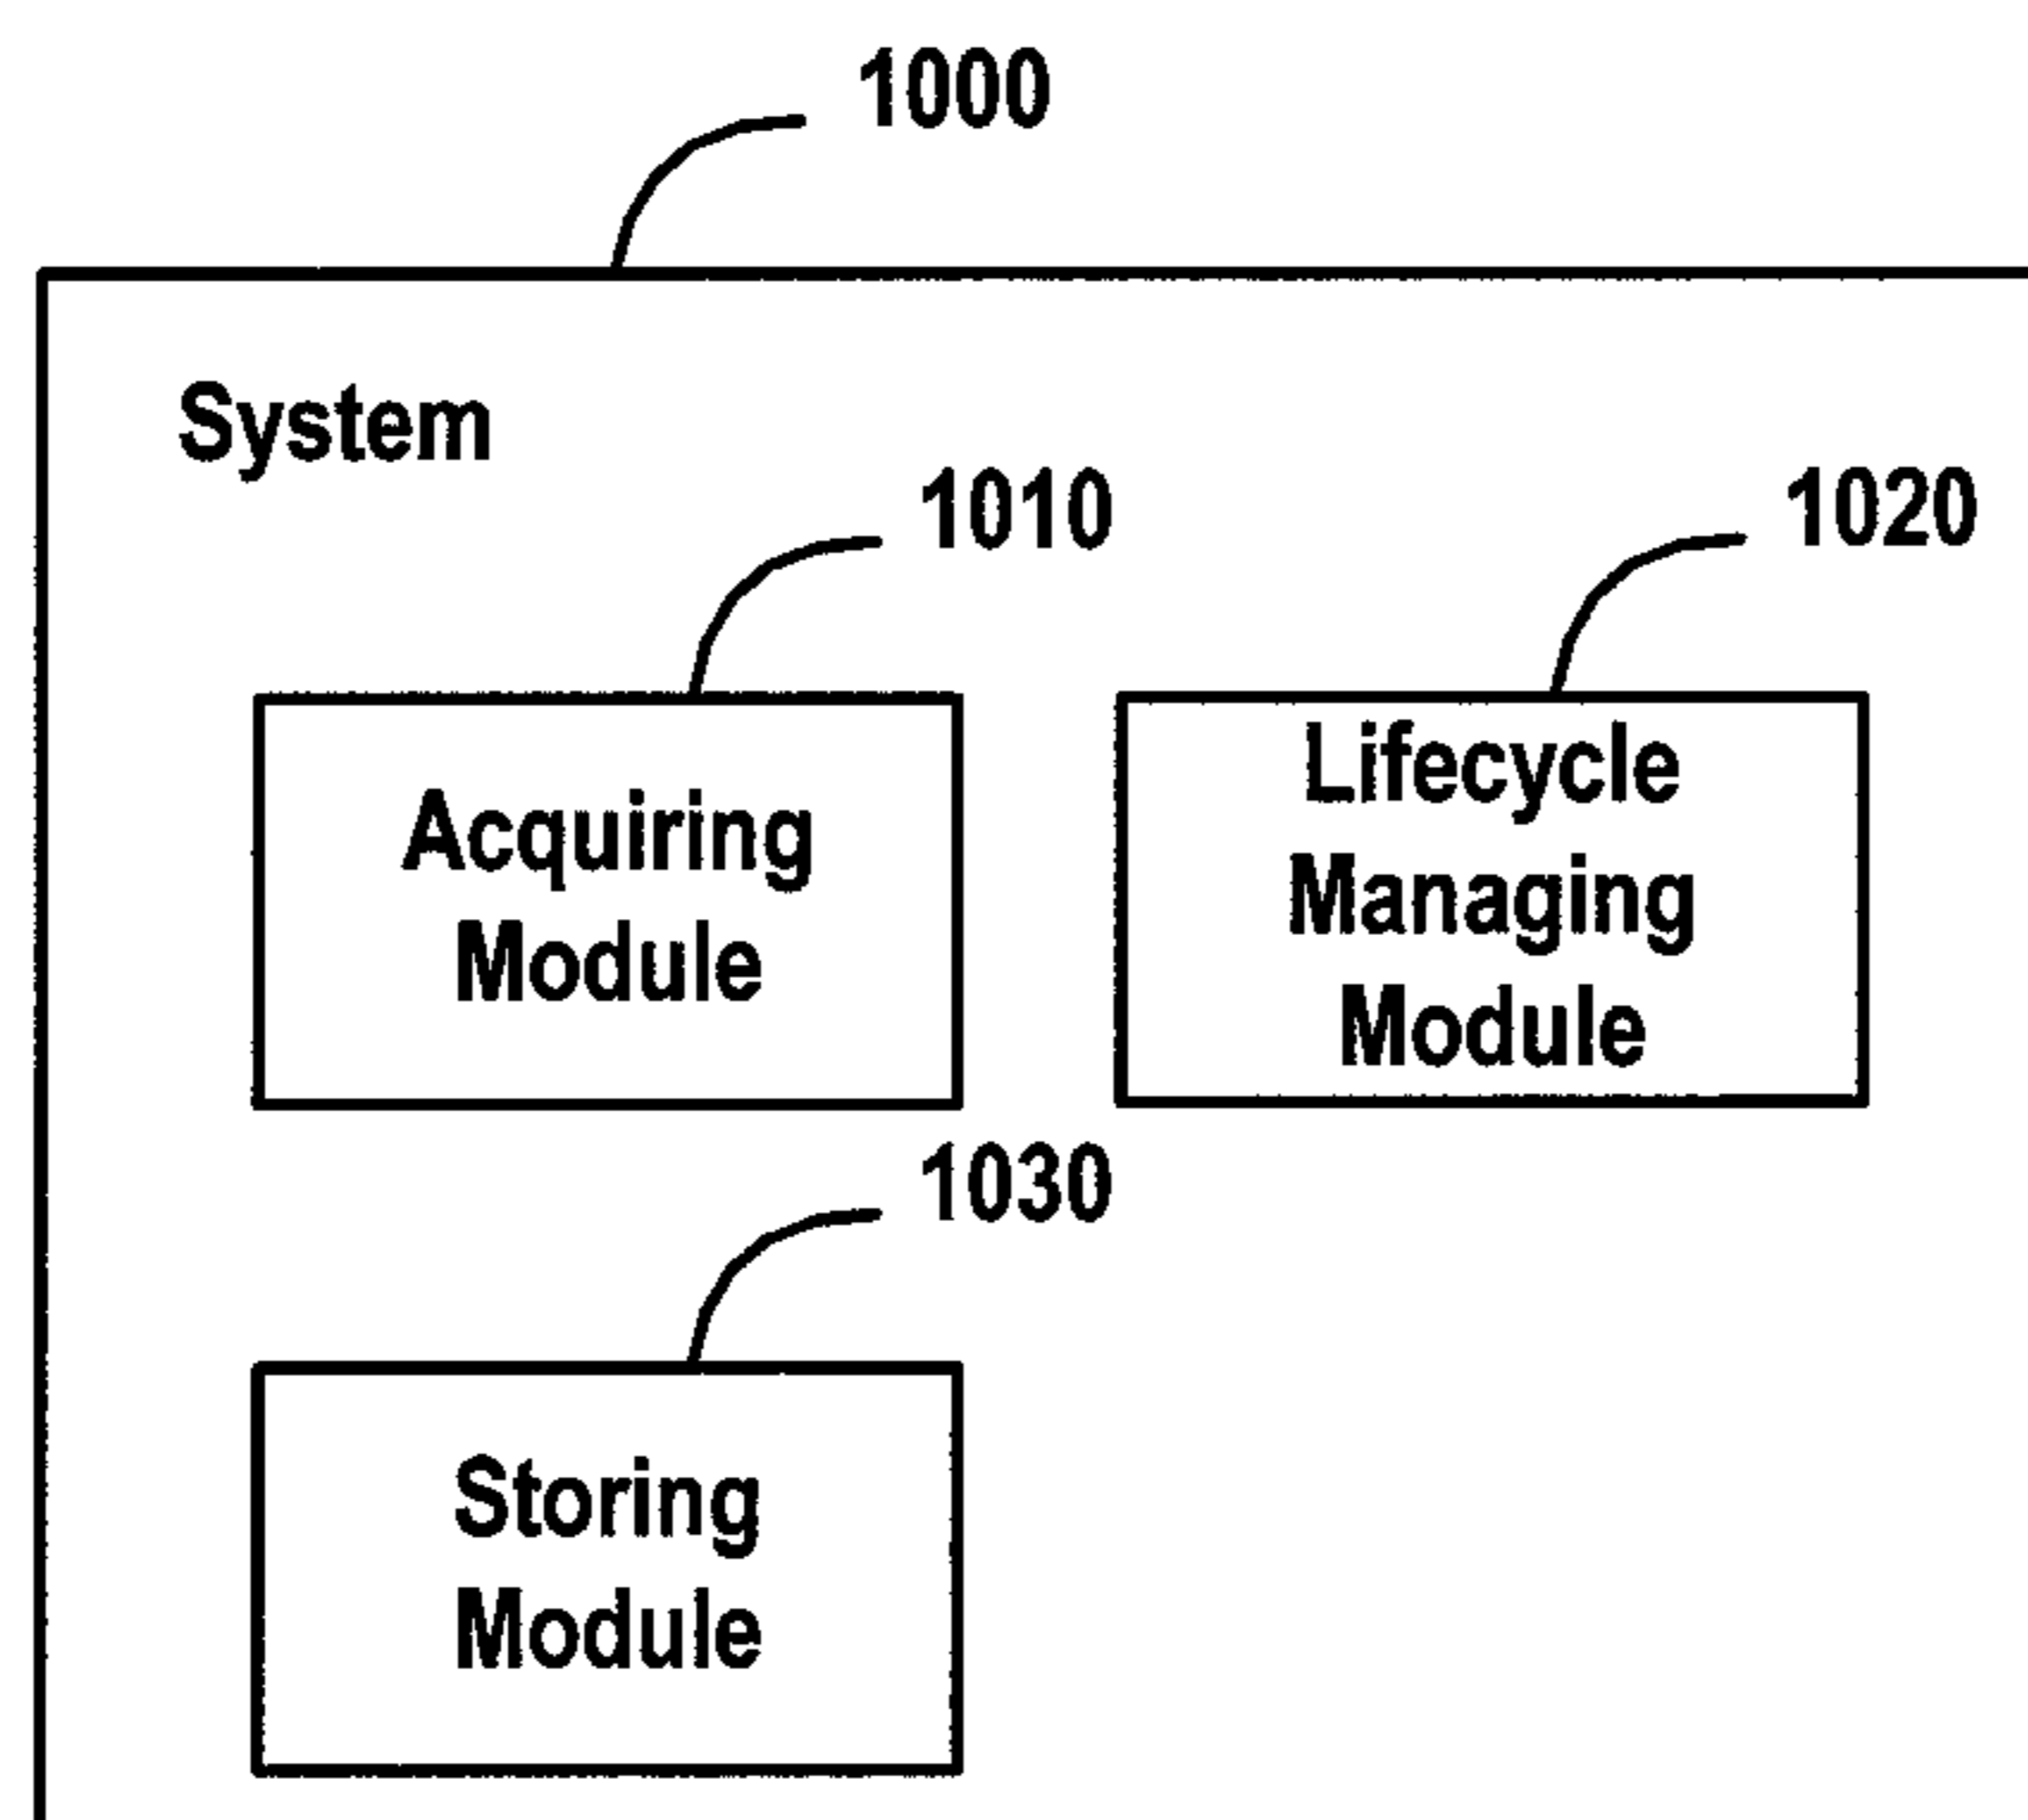 1000
System
1010
1020
Acquiring
Module
Lifecycle
Managing
Module
1030
Storing
Module